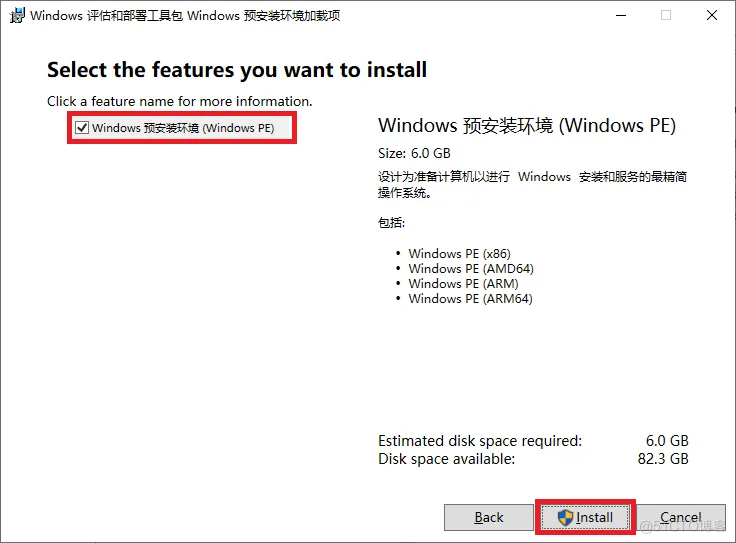 Windows 评估和部署工具包 Windows 预安装环境加载项
Select the features you want to install
Click a feature name for more information.
Windows 预安装环境 (Windows PE)
Windows 预安装环境 (Windows PE)
Size: 6.0 GB
设计为准备计算机以进行 Windows 安装和服务的最精简
操作系统。
包括:
• Windows PE (x86)
• Windows PE (AMD64)
• Windows PE (ARM)
• Windows PE (ARM64)
Estimated disk space required: 6.0 GB
Disk space available: 82.3 GB
Back Install Cancel
@51CTO博客